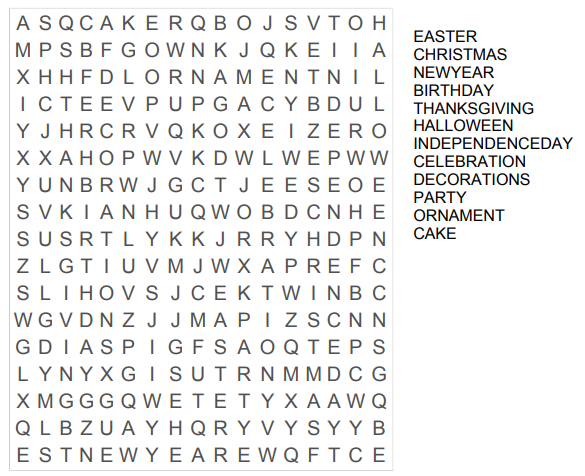 A S Q C A K E R Q B O J S V T O H
M P S B F G O W N K J Q K E I I A
X H H F D L O R N A M E N T N I L
I C T E E V P U P G A C Y B D U L
Y J H R C R V Q K O X E I Z E R O
X X A H O P W V K D W L W E P W W
Y U N B R W J G C T J E E S E O E
S V K I A N H U Q W O B D C N H E
S U S R T L Y K K J R R Y H D P N
Z L G T I U V M J W X A P R E F C
S L I H O V S J C E K T W I N B C
W G V D N Z J J M A P I Z S C N N
G D I A S P I G F S A O Q T E P S
L Y N Y X G I S U T R N M M D C G
X M G G G Q W E T E T Y X A A W Q
Q L B Z U A Y H Q R Y V Y S Y Y B
E S T N E W Y E A R E W Q F T C E
EASTER
CHRISTMAS
NEWYEAR
BIRTHDAY
THANKSGIVING
HALLOWEEN
INDEPENDENCEDAY
CELEBRATION
DECORATIONS
PARTY
ORNAMENT
CAKE